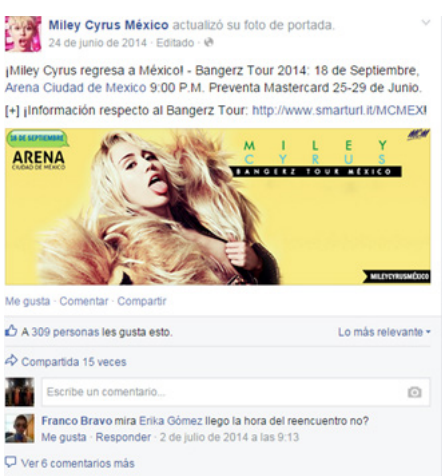 Miley Cyrus México actualizó su foto de portada.
24 de junio de 2014 · Editado ·
¡Miley Cyrus regresa a México! - Bangerz Tour 2014: 18 de Septiembre,
Arena Ciudad de Mexico 9:00 P.M. Preventa Mastercard 25-29 de Junio.
[+] ¡Información respecto al Bangerz Tour: http://www.smarturl.it/MCMEX!
18 DE SEPTIEMBRE
ARENA
CIUDAD DE MÉXICO
MILEY
CYRUS
BANGERZ TOUR MÉXICO
MCM
MILEYCYRUSMÉXICO
Me gusta · Comentar · Compartir
A 309 personas les gusta esto.
Lo más relevante
Compartida 15 veces
Escribe un comentario...
Franco Bravo mira Erika Gómez llego la hora del reencuentro no?
Me gusta · Responder · 2 de julio de 2014 a las 9:13
Ver 6 comentarios más